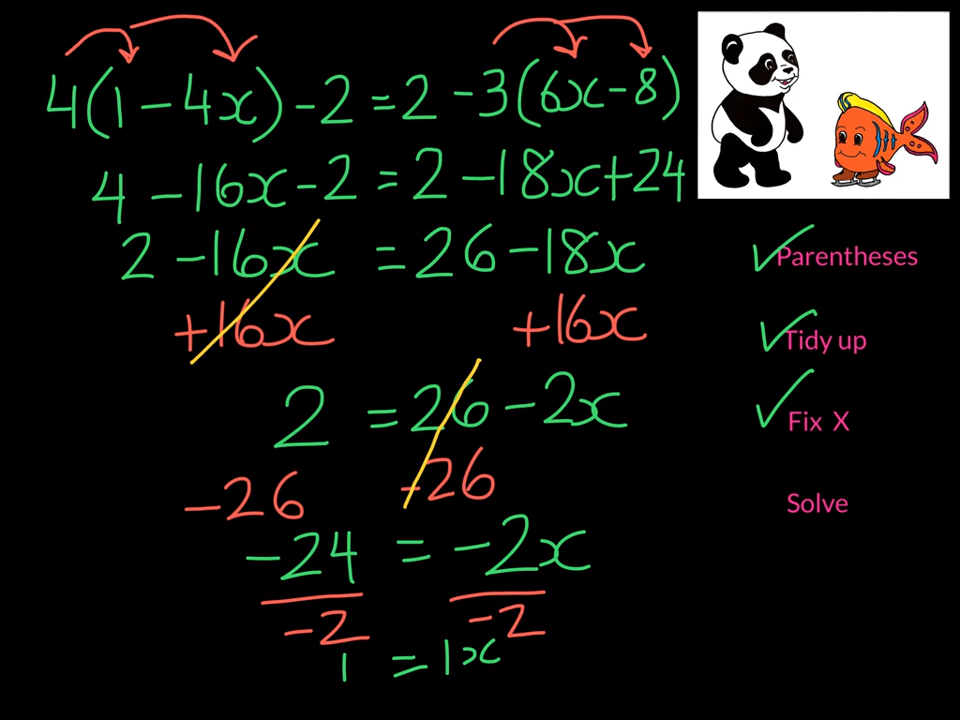 4(1 - 4x) - 2 = 2 - 3(6x - 8)
4 - 16x - 2 = 2 - 18x + 24
2 - 16x = 26 - 18x
Parentheses
+16x +16x
Tidy up
2 = 26 - 2x
Fix X
-26 -26
Solve
-24 = -2x
-2 -2
1 = 1x